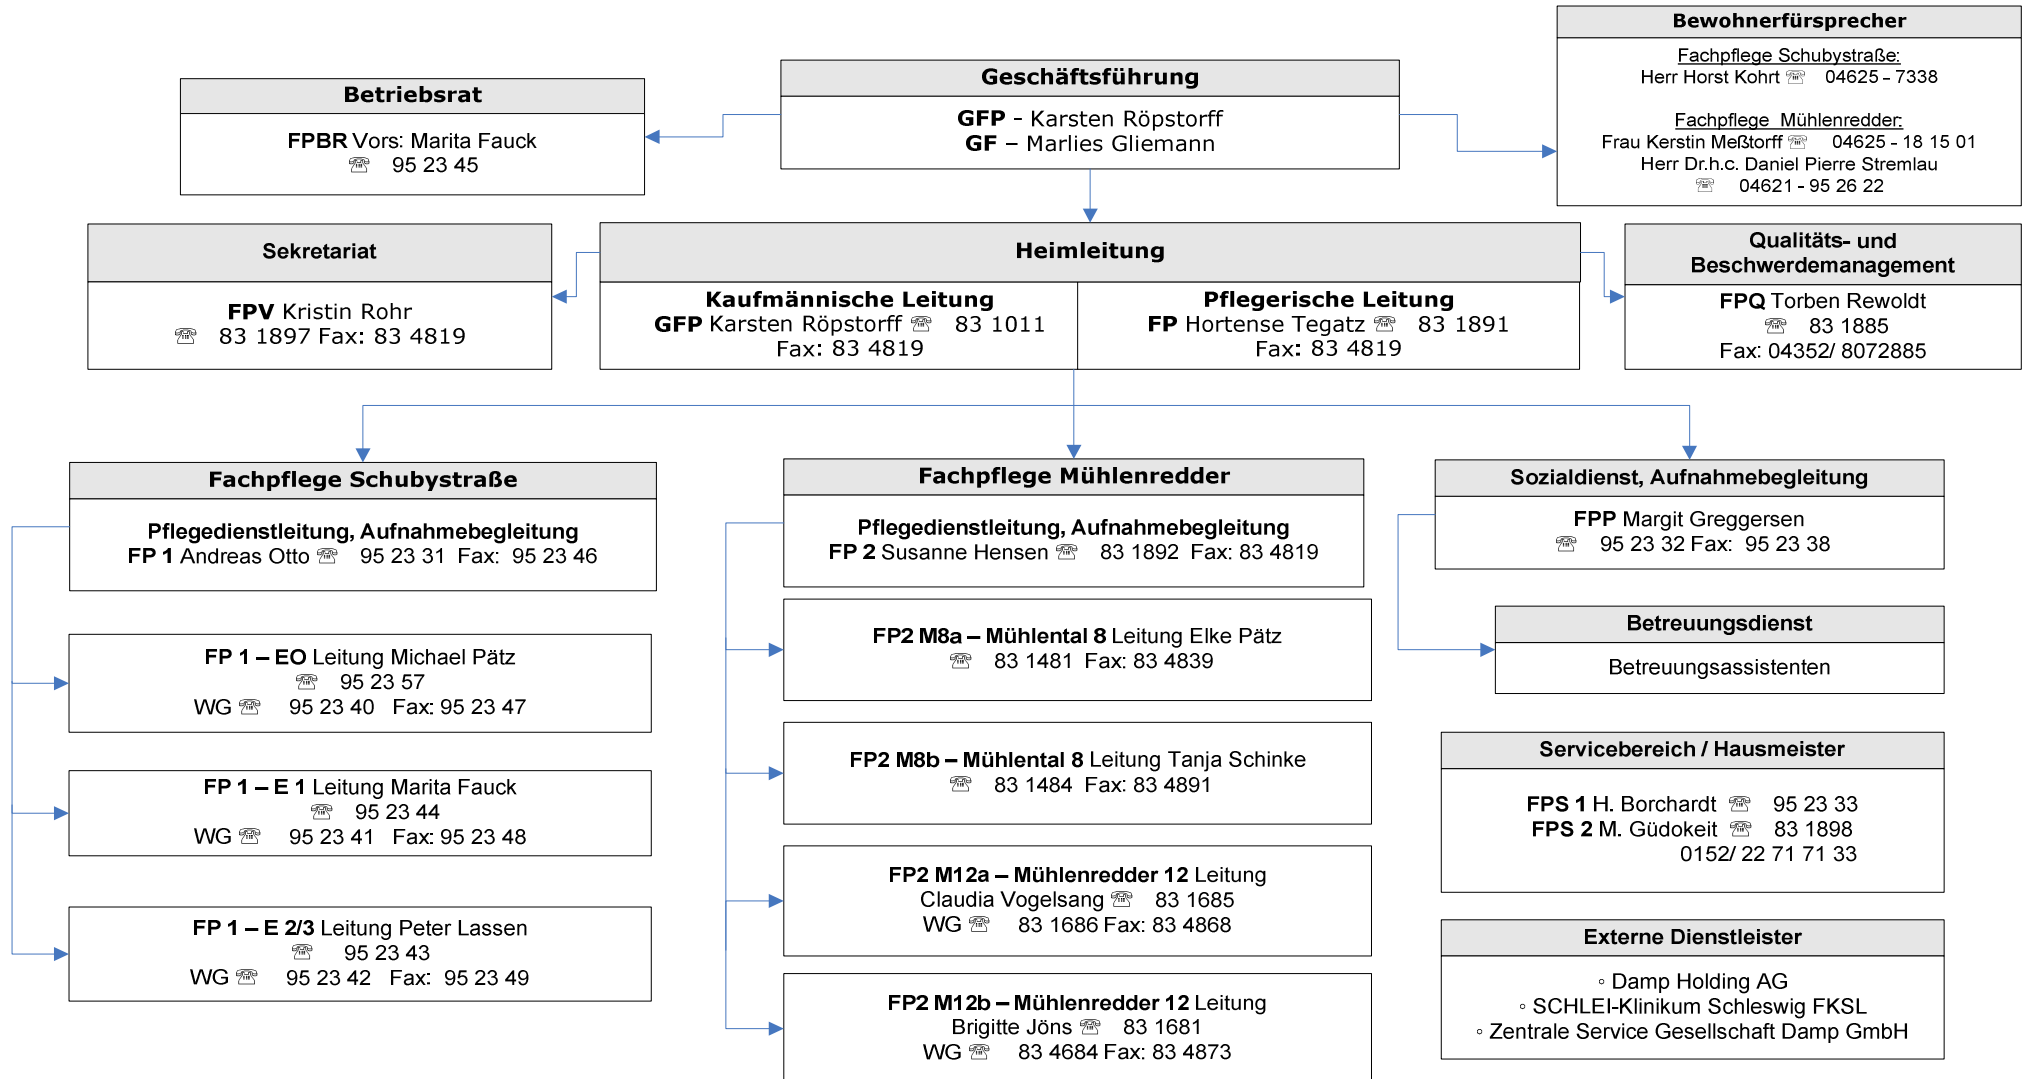 Bewohnerfürsprecher
Fachpflege Schubystraße:
Herr Horst Kohrt ☏ 04625 - 7338
Fachpflege Mühlenredder:
Frau Kerstin Meßtorff ☏ 04625 - 18 15 01
Herr Dr.h.c. Daniel Pierre Stremlau
☏ 04621 - 95 26 22
Geschäftsführung
GFP - Karsten Röpstorff
GF – Marlies Gliemann
Betriebsrat
FPBR Vors: Marita Fauck
☏ 95 23 45
Sekretariat
FPV Kristin Rohr
☏ 83 1897 Fax: 83 4819
Heimleitung
Kaufmännische Leitung
GFP Karsten Röpstorff ☏ 83 1011
Fax: 83 4819
Pflegerische Leitung
FP Hortense Tegatz ☏ 83 1891
Fax: 83 4819
Qualitäts- und
Beschwerdemanagement
FPQ Torben Rewoldt
☏ 83 1885
Fax: 04352/ 8072885
Fachpflege Schubystraße
Pflegedienstleitung, Aufnahmebegleitung
FP 1 Andreas Otto ☏ 95 23 31 Fax: 95 23 46
FP 1 – EO Leitung Michael Pätz
☏ 95 23 57
WG ☏ 95 23 40 Fax: 95 23 47
FP 1 – E 1 Leitung Marita Fauck
☏ 95 23 44
WG ☏ 95 23 41 Fax: 95 23 48
FP 1 – E 2/3 Leitung Peter Lassen
☏ 95 23 43
WG ☏ 95 23 42 Fax: 95 23 49
Fachpflege Mühlenredder
Pflegedienstleitung, Aufnahmebegleitung
FP 2 Susanne Hensen ☏ 83 1892 Fax: 83 4819
FP2 M8a – Mühlental 8 Leitung Elke Pätz
☏ 83 1481 Fax: 83 4839
FP2 M8b – Mühlental 8 Leitung Tanja Schinke
☏ 83 1484 Fax: 83 4891
FP2 M12a – Mühlenredder 12 Leitung
Claudia Vogelsang ☏ 83 1685
WG ☏ 83 1686 Fax: 83 4868
FP2 M12b – Mühlenredder 12 Leitung
Brigitte Jöns ☏ 83 1681
WG ☏ 83 4684 Fax: 83 4873
Sozialdienst, Aufnahmebegleitung
FPP Margit Greggersen
☏ 95 23 32 Fax: 95 23 38
Betreuungsdienst
Betreuungsassistenten
Servicebereich / Hausmeister
FPS 1 H. Borchardt ☏ 95 23 33
FPS 2 M. Güdokeit ☏ 83 1898
0152/ 22 71 71 33
Externe Dienstleister
◦ Damp Holding AG
◦ SCHLEI-Klinikum Schleswig FKSL
◦ Zentrale Service Gesellschaft Damp GmbH